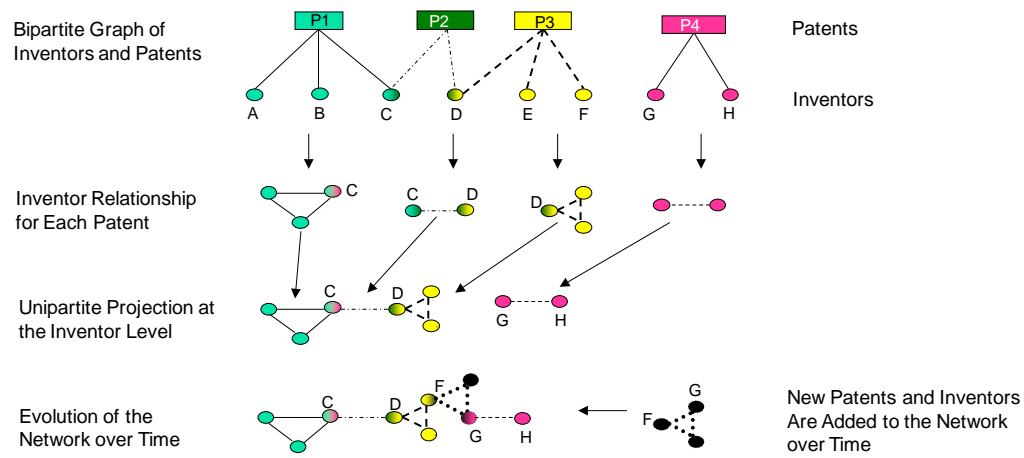 Bipartite Graph of
Inventors and Patents
P1
P2
P3
P4
Patents
Inventors
A
B
C
D
E
F
G
H
Inventor Relationship
for Each Patent
C
C
D
D
Unipartite Projection at
the Inventor Level
C
D
G
H
Evolution of the
Network over Time
C
D
F
G
H
F
G
New Patents and Inventors
Are Added to the Network
over Time